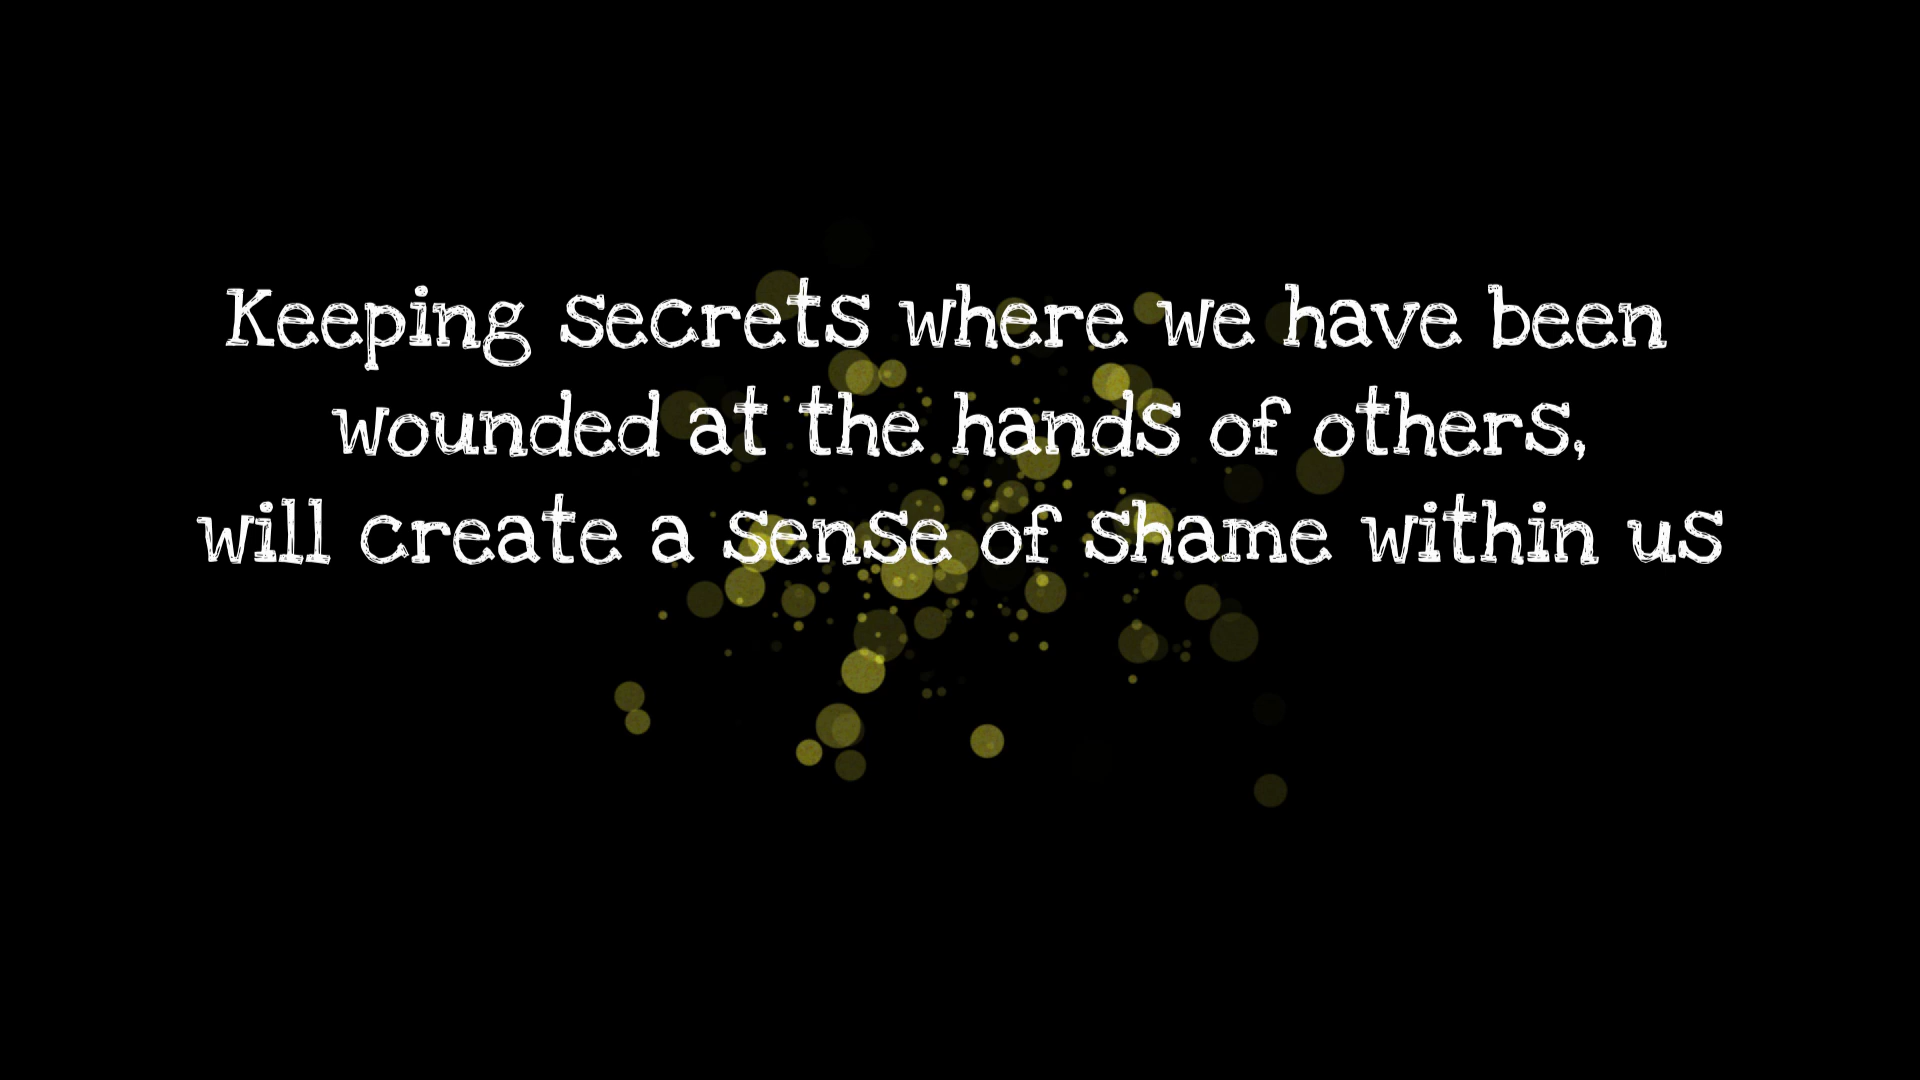 Keeping secrets where we have been
wounded at the hands of others,
will create a sense of shame within us